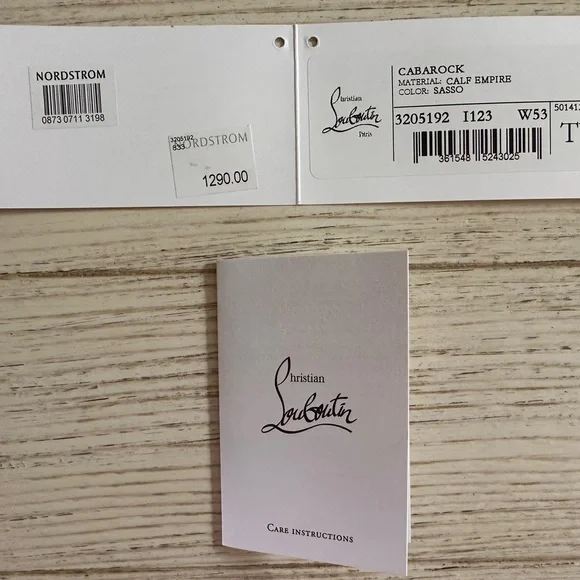 NORDSTROM
0873 0711 3198
3205192
833
NORDSTROM
1290.00
Christian
Louboutin
Paris
CABAROCK
MATERIAL: CALF EMPIRE
COLOR: SASSO
3205192 I123 W53
361548 5243025
Christian
Louboutin
CARE INSTRUCTIONS